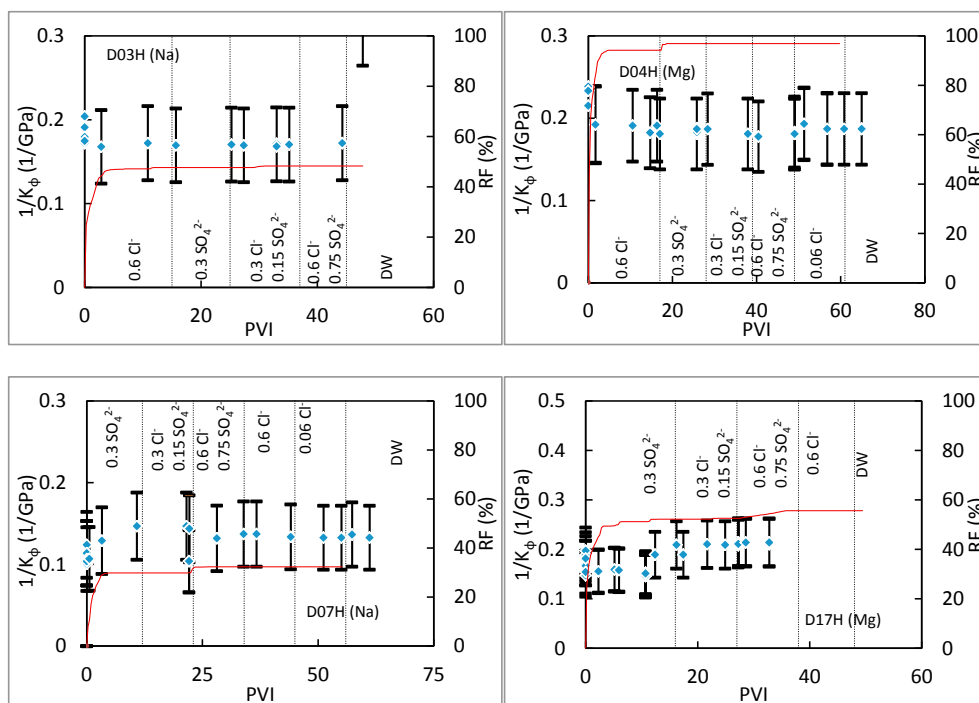 D03H (Na)
0.3
0.2
0.1
0
1/Kϕ (1/GPa)
0.6 Cl⁻
0.3 SO₄²⁻
0.3 Cl⁻
0.15 SO₄²⁻
0.6 Cl⁻
0.75 SO₄²⁻
DW
100
80
60
40
20
0
RF (%)
0 20 40 60
PVI
D04H (Mg)
0.3
0.2
0.1
0
1/Kϕ (1/GPa)
0.6 Cl⁻
0.3 SO₄²⁻
0.3 Cl⁻
0.15 SO₄²⁻
0.6 Cl⁻
0.75 SO₄²⁻
0.06 Cl⁻
DW
100
80
60
40
20
0
RF (%)
0 20 40 60 80
PVI
0.3
0.2
0.1
0
1/Kϕ (1/GPa)
0.3 SO₄²⁻
0.3 Cl⁻
0.15 SO₄²⁻
0.6 Cl⁻
0.75 SO₄²⁻
0.6 Cl⁻
0.06 Cl⁻
DW
D07H (Na)
100
80
60
40
20
0
RF (%)
0 25 50 75
PVI
0.5
0.4
0.3
0.2
0.1
0
1/Kϕ (1/GPa)
0.3 SO₄²⁻
0.3 Cl⁻
0.15 SO₄²⁻
0.6 Cl⁻
0.75 SO₄²⁻
0.6 Cl⁻
DW
D17H (Mg)
100
80
60
40
20
0
RF (%)
0 20 40 60
PVI